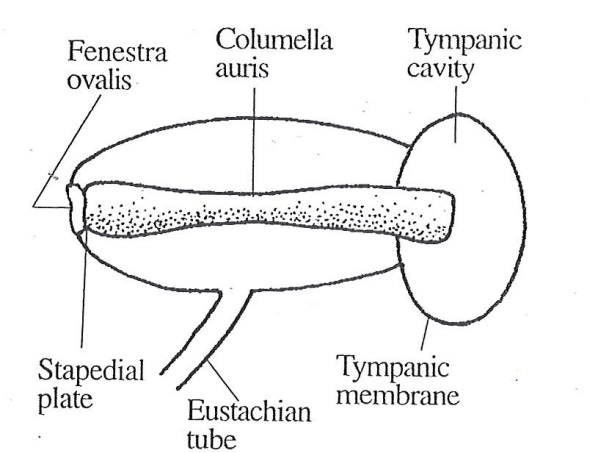 Fenestra
ovalis
Columella
auris
Tympanic
cavity
Stapedial
plate
Eustachian
tube
Tympanic
membrane